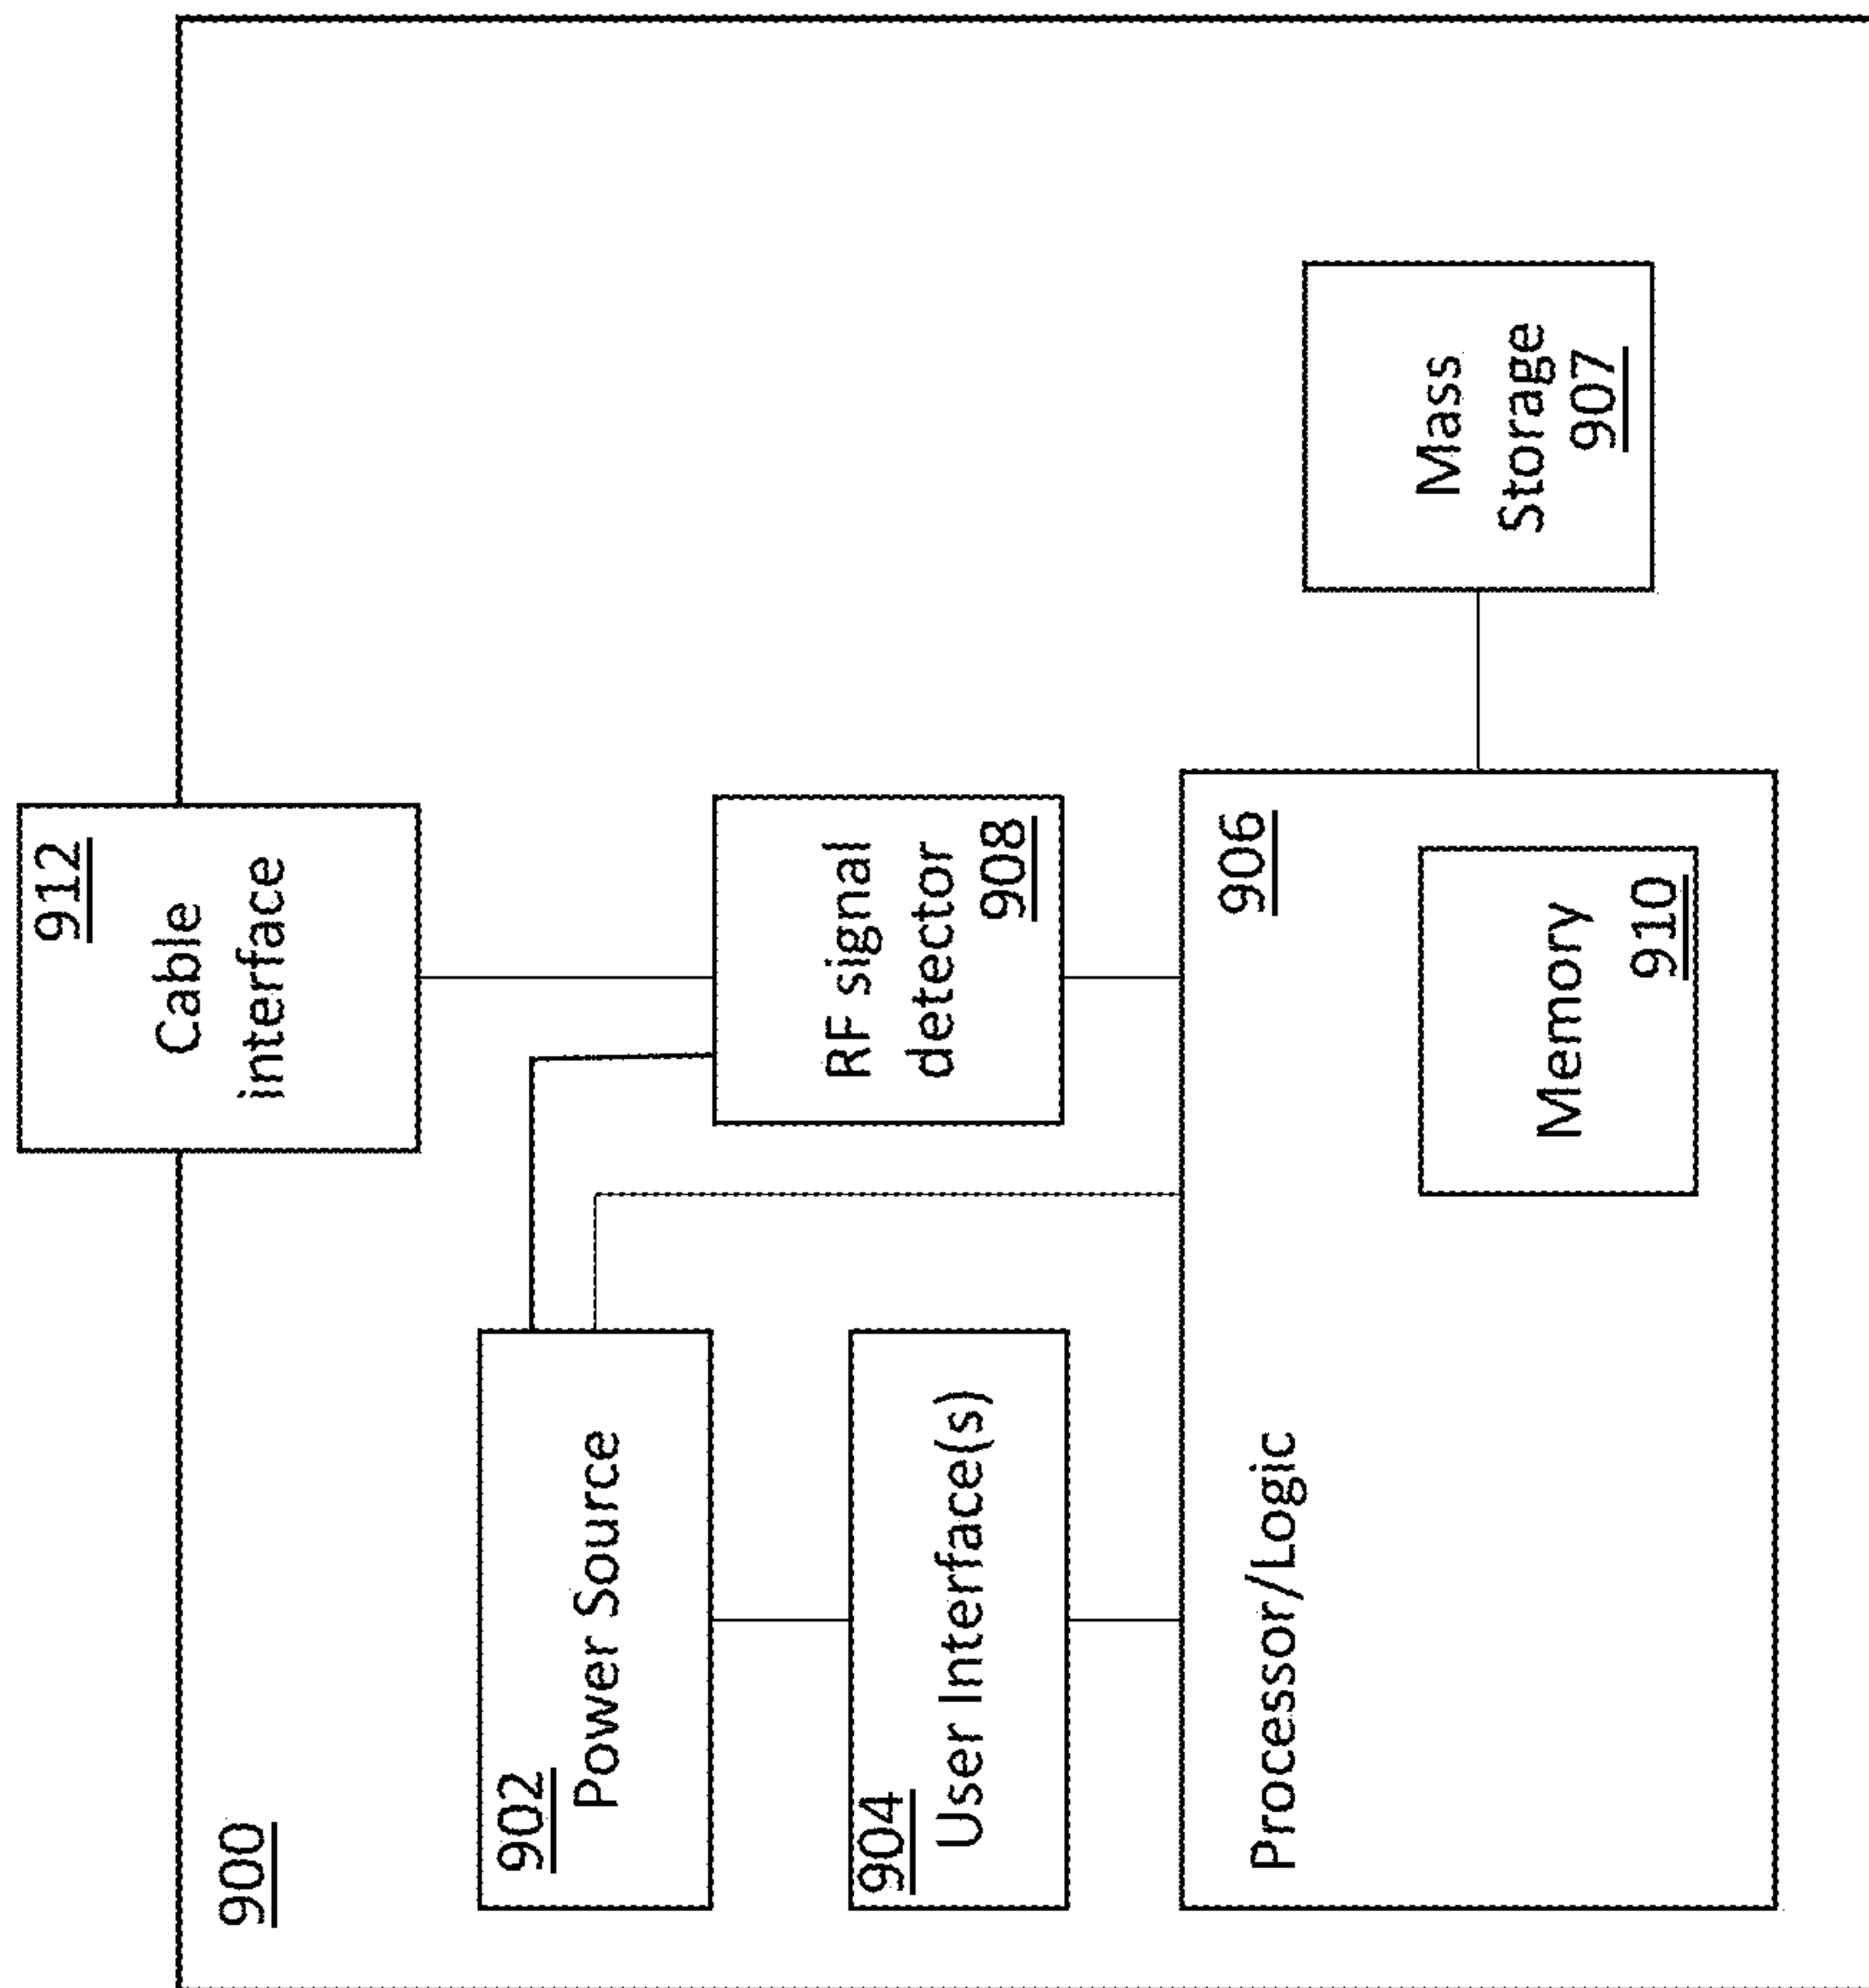 900
902
Power Source
904
User Interface(s)
Processor/Logic
906
Memory
910
912
Cable
interface
RF signal
detector
908
Mass
Storage
907